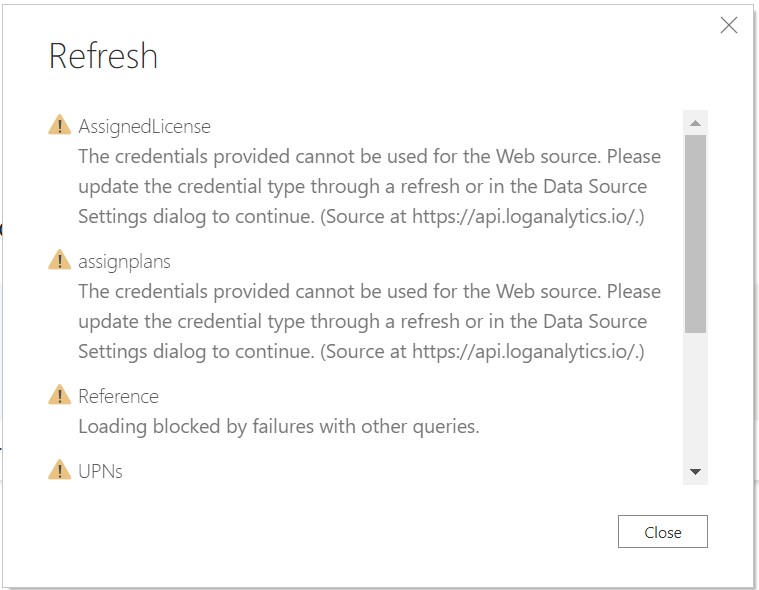 Refresh
AssignedLicense
The credentials provided cannot be used for the Web source. Please
update the credential type through a refresh or in the Data Source
Settings dialog to continue. (Source at https://api.loganalytics.io/.)
assignplans
The credentials provided cannot be used for the Web source. Please
update the credential type through a refresh or in the Data Source
Settings dialog to continue. (Source at https://api.loganalytics.io/.)
Reference
Loading blocked by failures with other queries.
UPNs
Close